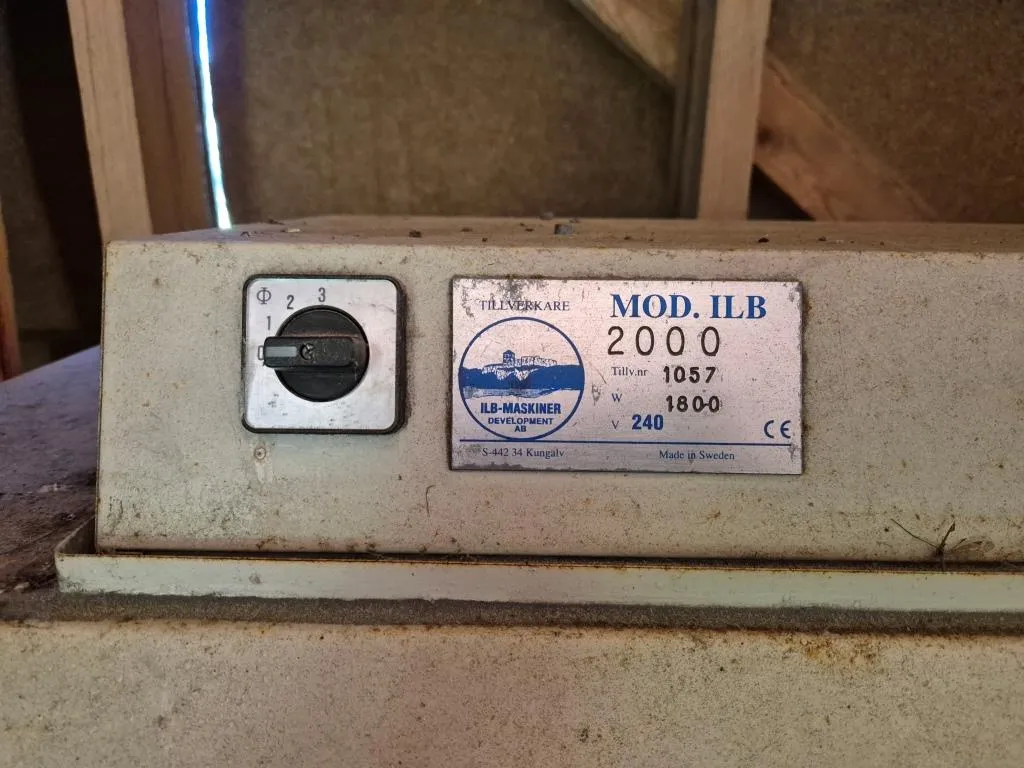 Φ
3
2
1
0
TILLVERKARE
MOD. ILB
2000
Tillv.nr 1057
W 1800
V 240
ILB-MASKINER
DEVELOPMENT
AB
CE
S-442 34 Kungälv
Made in Sweden